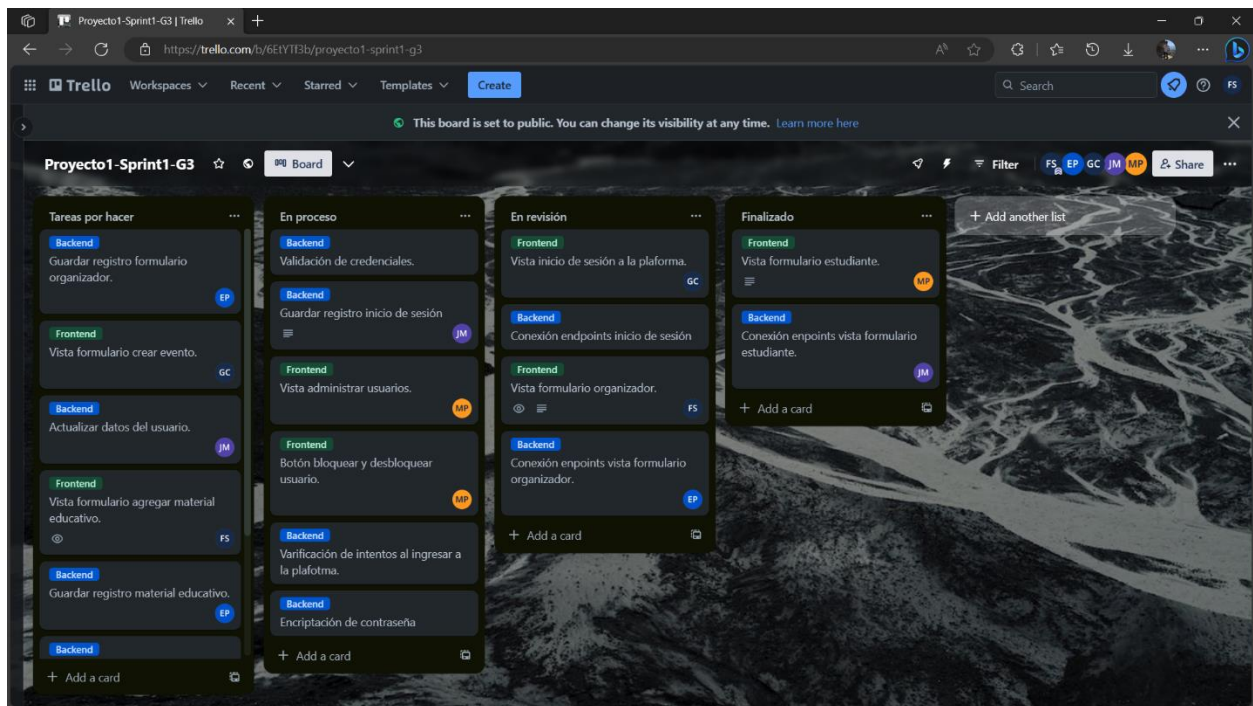 Proyecto1-Sprint1-G3 | Trello
https://trello.com/b/6EtYTf3b/proyecto1-sprint1-g3
Trello Workspaces Recent Starred Templates Create Search FS
This board is set to public. You can change its visibility at any time. Learn more here
Proyecto1-Sprint1-G3 Board Filter FS EP GC JM MP Share
Tareas por hacer
Backend
Guardar registro formulario
organizador.
EP
Frontend
Vista formulario crear evento.
GC
Backend
Actualizar datos del usuario.
JM
Frontend
Vista formulario agregar material
educativo.
FS
Backend
Guardar registro material educativo.
EP
Backend
+ Add a card
En proceso
Backend
Validación de credenciales.
Backend
Guardar registro inicio de sesión
JM
Frontend
Vista administrar usuarios.
MP
Frontend
Botón bloquear y desbloquear
usuario.
MP
Backend
Varificación de intentos al ingresar a
la plafotma.
Backend
Encriptación de contraseña
+ Add a card
En revisión
Frontend
Vista inicio de sesión a la plaforma.
GC
Backend
Conexión endpoints inicio de sesión
Frontend
Vista formulario organizador.
FS
Backend
Conexión enpoints vista formulario
organizador.
EP
+ Add a card
Finalizado
Frontend
Vista formulario estudiante.
MP
Backend
Conexión enpoints vista formulario
estudiante.
JM
+ Add a card
+ Add another list